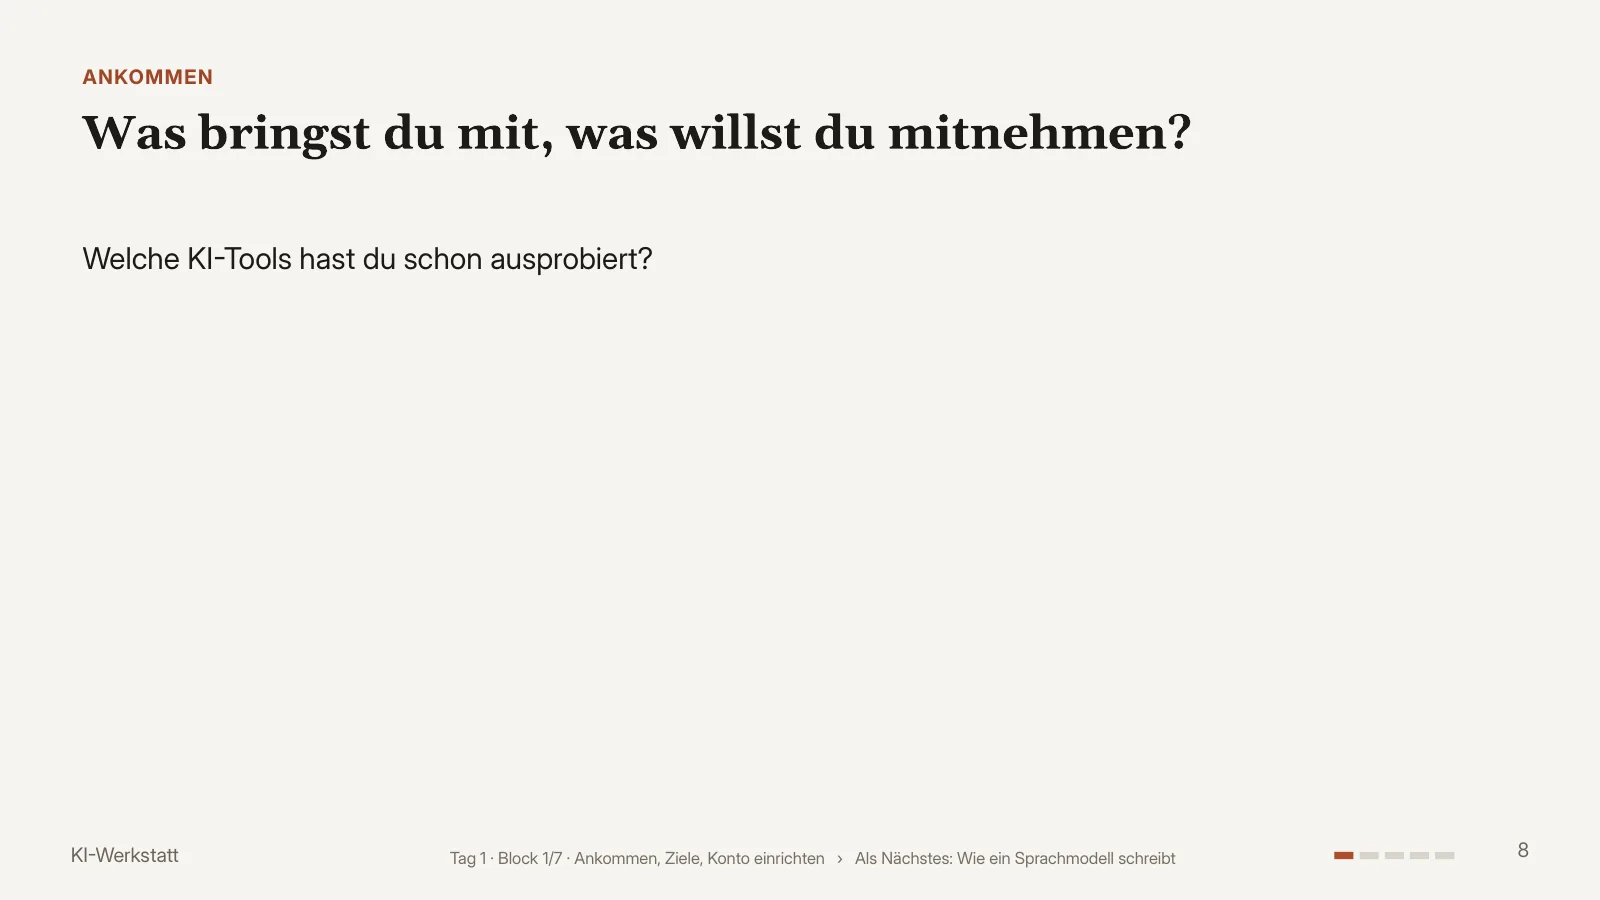 ANKOMMEN
Was bringst du mit, was willst du mitnehmen?
Welche KI-Tools hast du schon ausprobiert?
KI-Werkstatt
Tag 1 · Block 1/7 · Ankommen, Ziele, Konto einrichten › Als Nächstes: Wie ein Sprachmodell schreibt
8